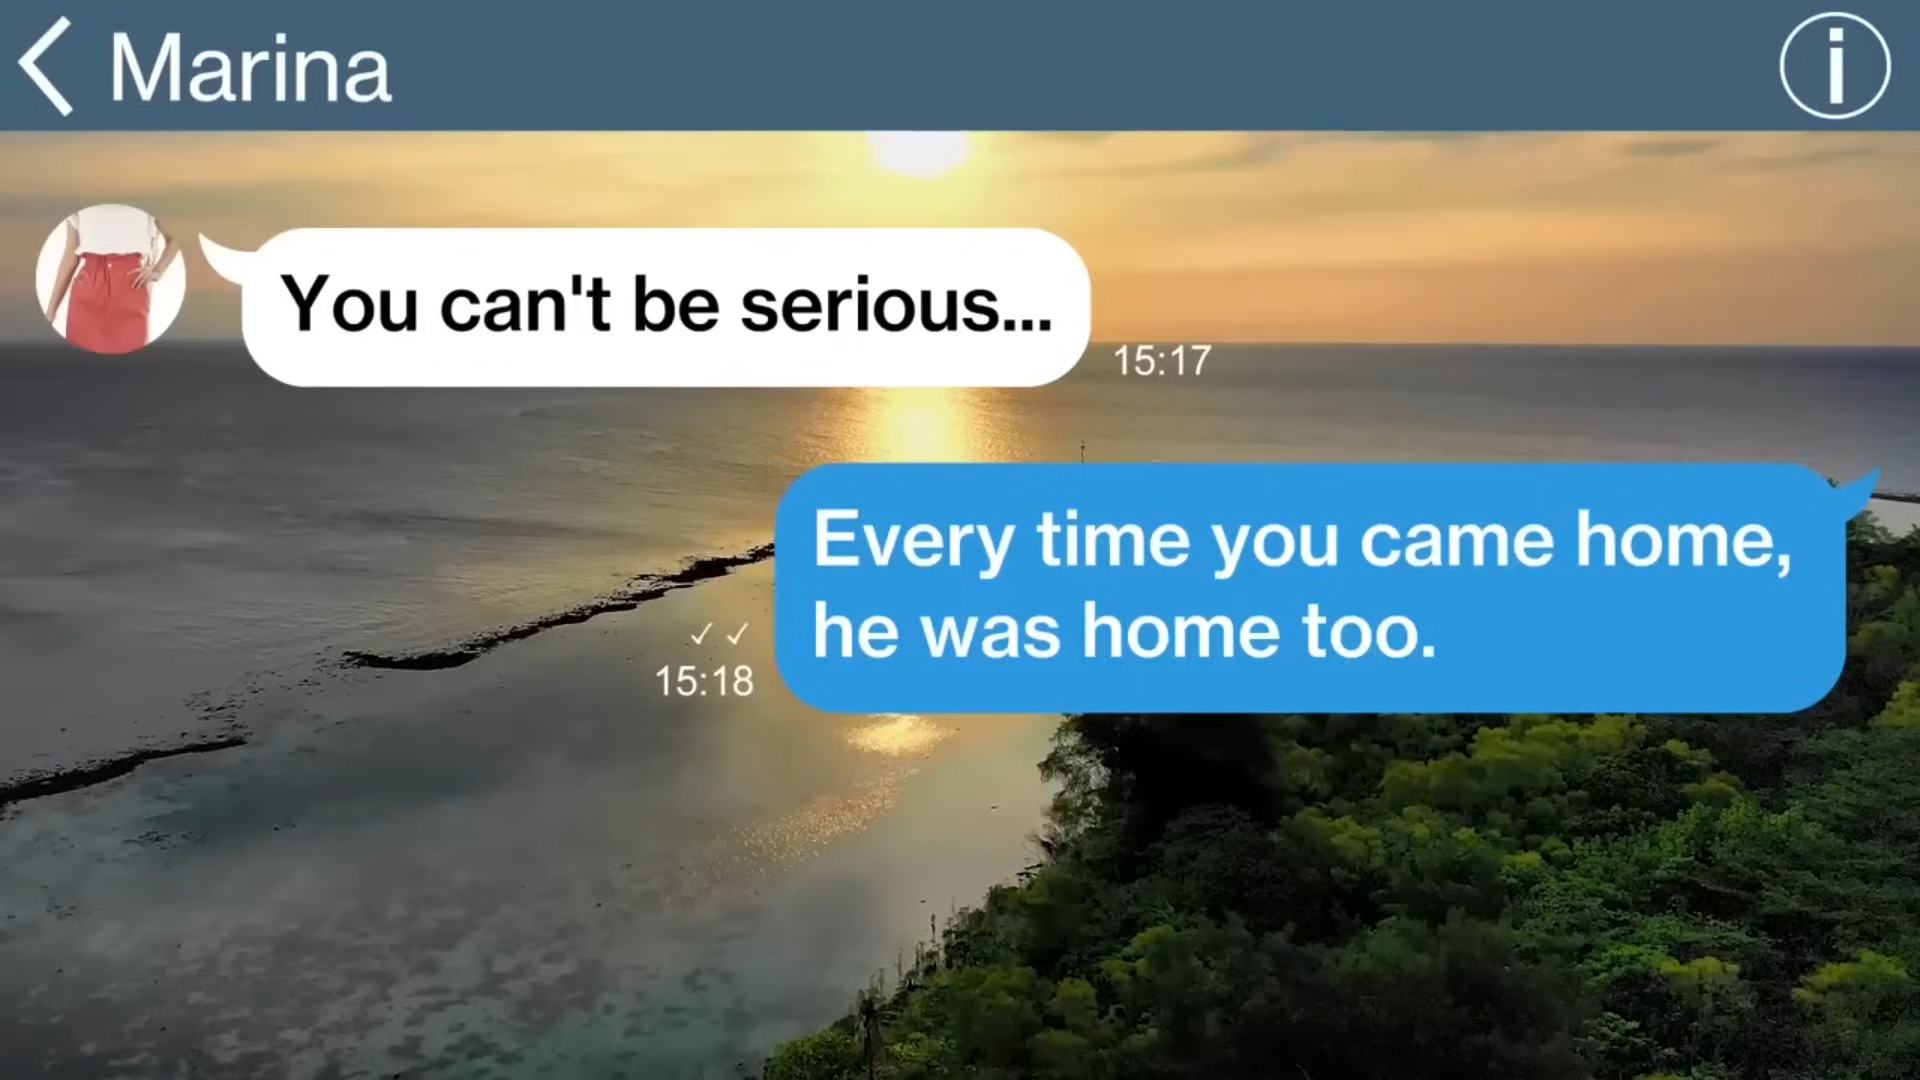 Marina
You can't be serious...
15:17
Every time you came home,
he was home too.
15:18